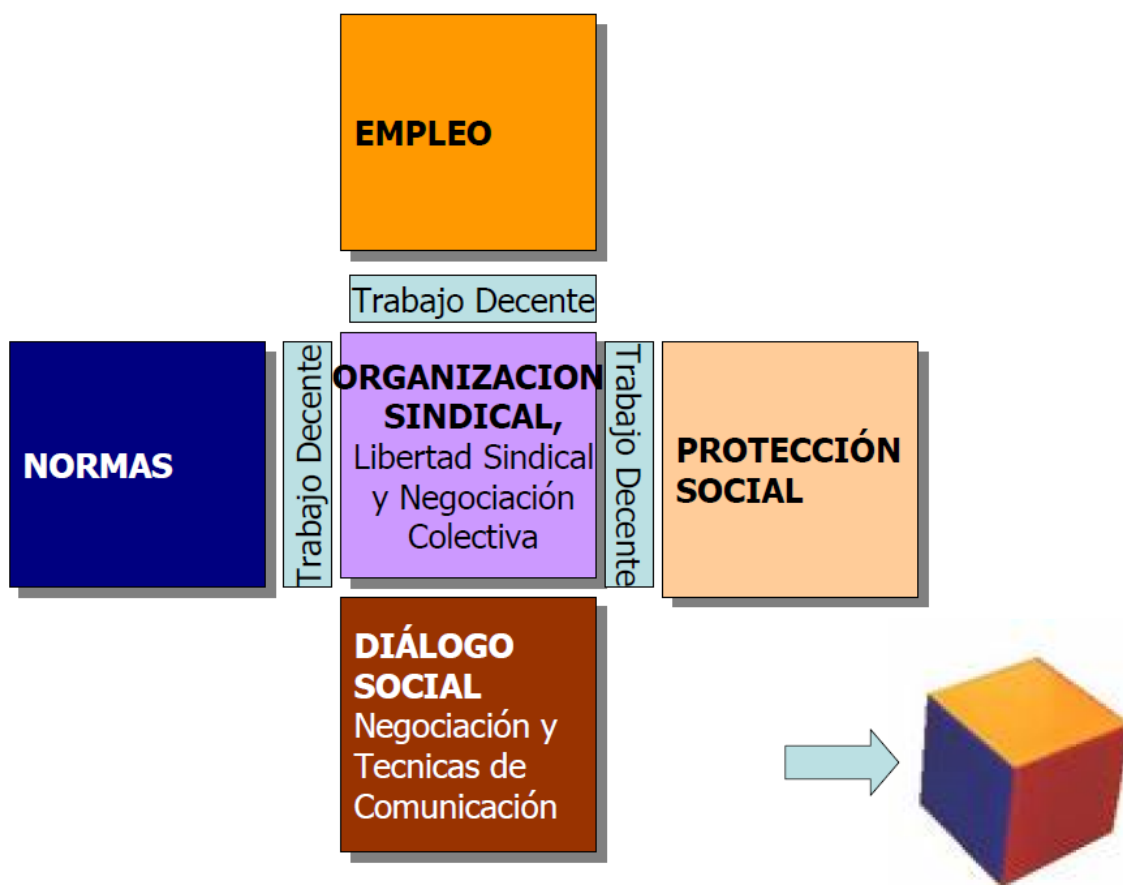 EMPLEO
Trabajo Decente
NORMAS
Trabajo Decente
ORGANIZACION
SINDICAL,
Libertad Sindical
y Negociación
Colectiva
Trabajo Decente
PROTECCIÓN
SOCIAL
DIÁLOGO
SOCIAL
Negociación y
Tecnicas de
Comunicación